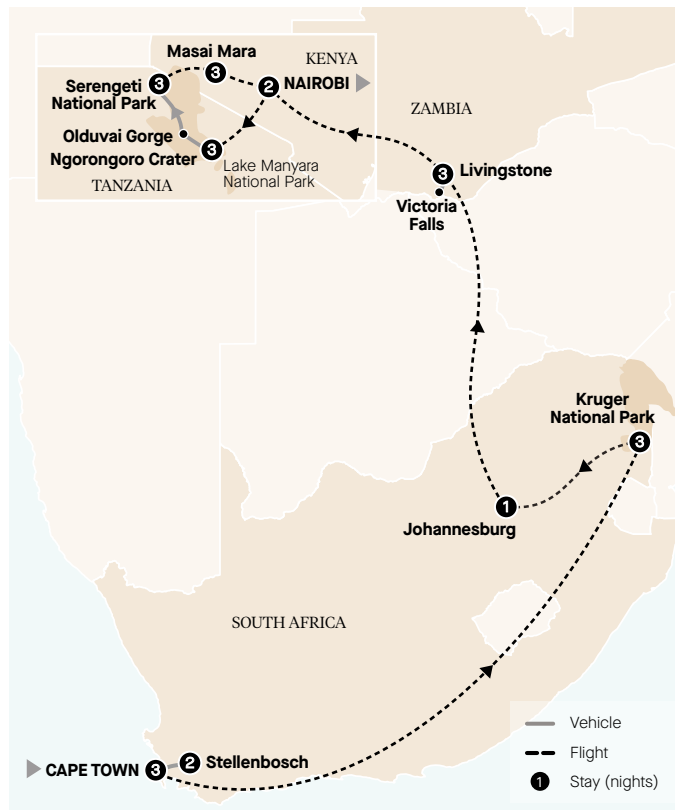 Masai Mara
3
KENYA
Serengeti
National Park
3
2
NAIROBI
Olduvai Gorge
Ngorongoro Crater
3
Lake Manyara
National Park
TANZANIA
ZAMBIA
3
Livingstone
Victoria
Falls
Kruger
National Park
3
1
Johannesburg
SOUTH AFRICA
CAPE TOWN
3
2
Stellenbosch
Vehicle
Flight
1
Stay (nights)